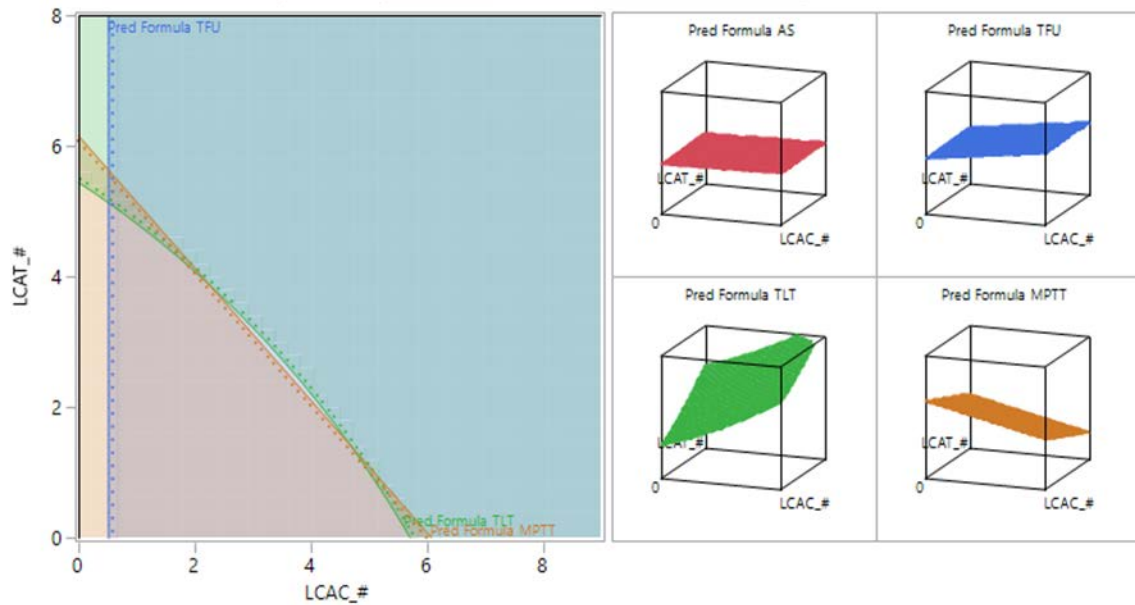 8
Pred Formula TFU
6
4
2
0
LCAT_#
Pred Formula TLT
Pred Formula MPTT
0 2 4 6 8
LCAC_#
Pred Formula AS
LCAT_#
0
LCAC_#
Pred Formula TFU
LCAT_#
0
LCAC_#
Pred Formula TLT
LCAT_#
0
LCAC_#
Pred Formula MPTT
LCAT_#
0
LCAC_#